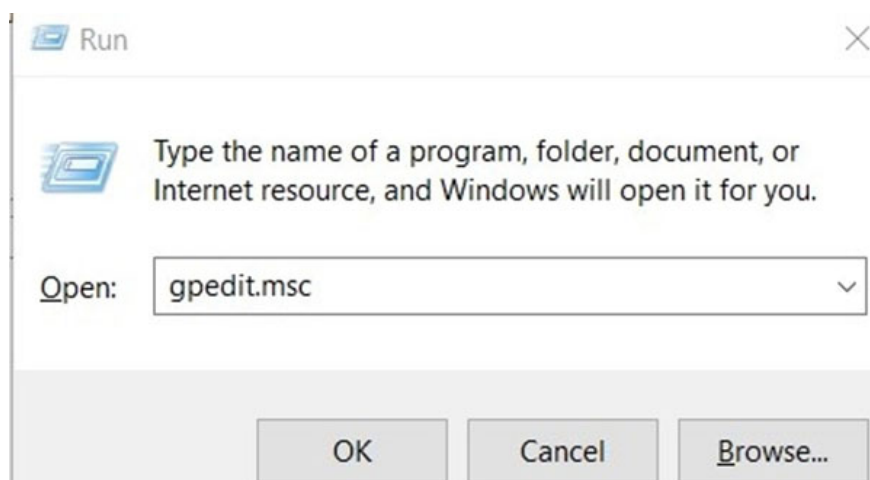 Run
Type the name of a program, folder, document, or
Internet resource, and Windows will open it for you.
Open: gpedit.msc
OK Cancel Browse...